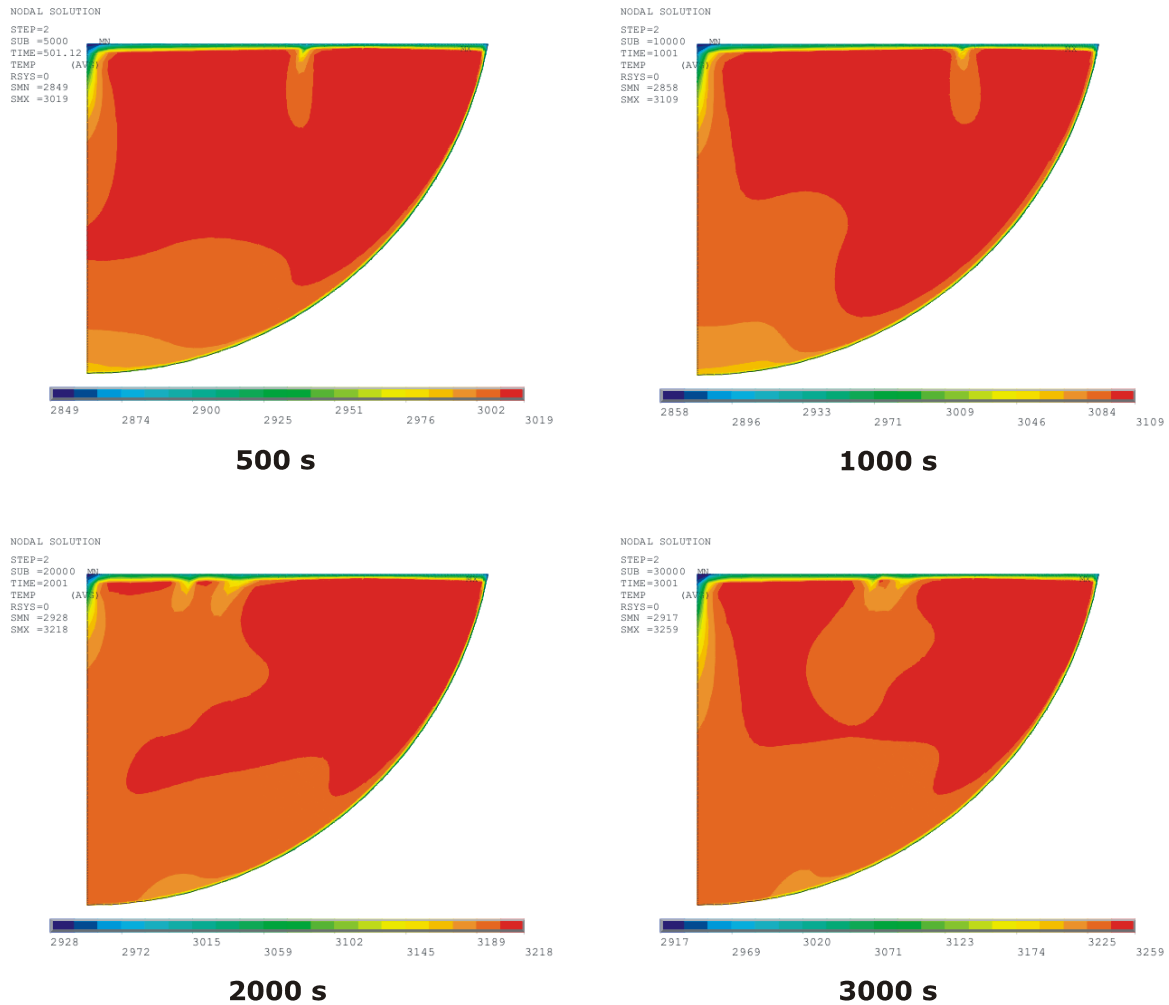 NODAL SOLUTION
STEP=2
SUB =5000
TIME=501.12
TEMP (AVG)
RSYS=0
SMN =2849
SMX =3019
MN
MX
2849 2874 2900 2925 2951 2976 3002 3019
500 s
NODAL SOLUTION
STEP=2
SUB =10000
TIME=1001
TEMP (AVG)
RSYS=0
SMN =2858
SMX =3109
MN
MX
2858 2896 2933 2971 3009 3046 3084 3109
1000 s
NODAL SOLUTION
STEP=2
SUB =20000
TIME=2001
TEMP (AVG)
RSYS=0
SMN =2928
SMX =3218
MN
MX
2928 2972 3015 3059 3102 3145 3189 3218
2000 s
NODAL SOLUTION
STEP=2
SUB =30000
TIME=3001
TEMP (AVG)
RSYS=0
SMN =2917
SMX =3259
MN
MX
2917 2969 3020 3071 3123 3174 3225 3259
3000 s